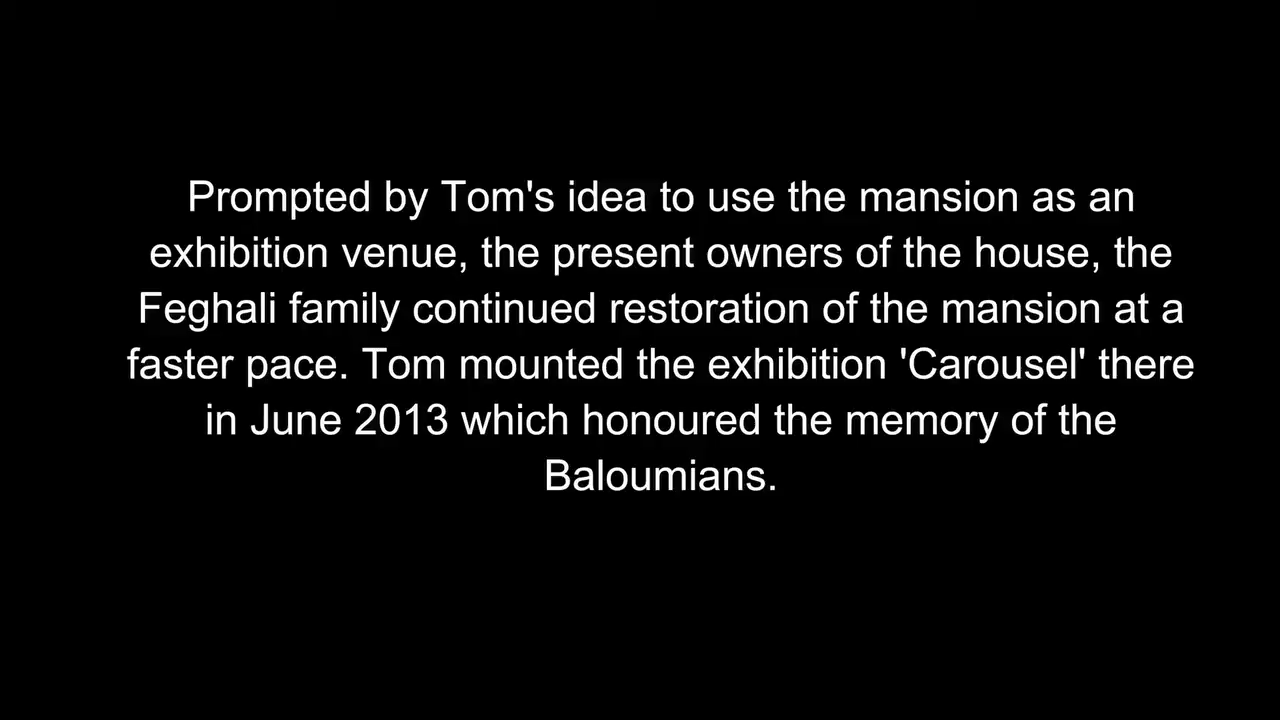 Prompted by Tom's idea to use the mansion as an
exhibition venue, the present owners of the house, the
Feghali family continued restoration of the mansion at a
faster pace. Tom mounted the exhibition 'Carousel' there
in June 2013 which honoured the memory of the
Baloumians.